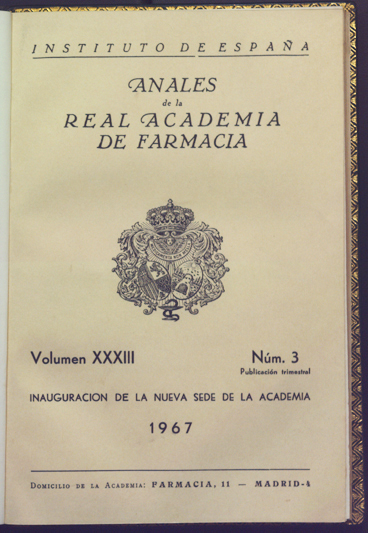 INSTITUTO DE ESPAÑA
ANALES
de la
REAL ACADEMIA
DE FARMACIA
Volumen XXXIII
Núm. 3
Publicación trimestral
INAUGURACION DE LA NUEVA SEDE DE LA ACADEMIA
1967
DOMICILIO DE LA ACADEMIA: FARMACIA, 11 — MADRID-4